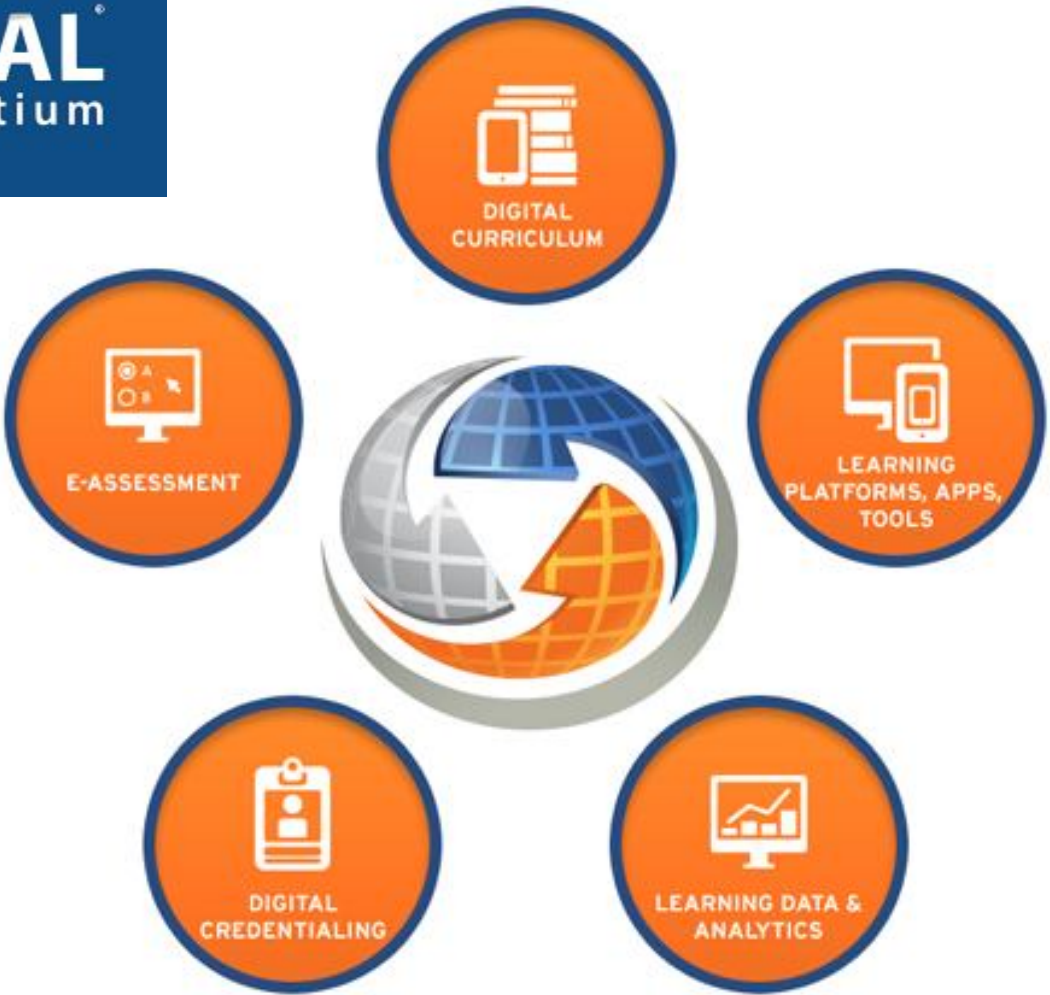 AL®
tium
DIGITAL
CURRICULUM
A
B
E-ASSESSMENT
LEARNING
PLATFORMS, APPS,
TOOLS
DIGITAL
CREDENTIALING
LEARNING DATA &
ANALYTICS